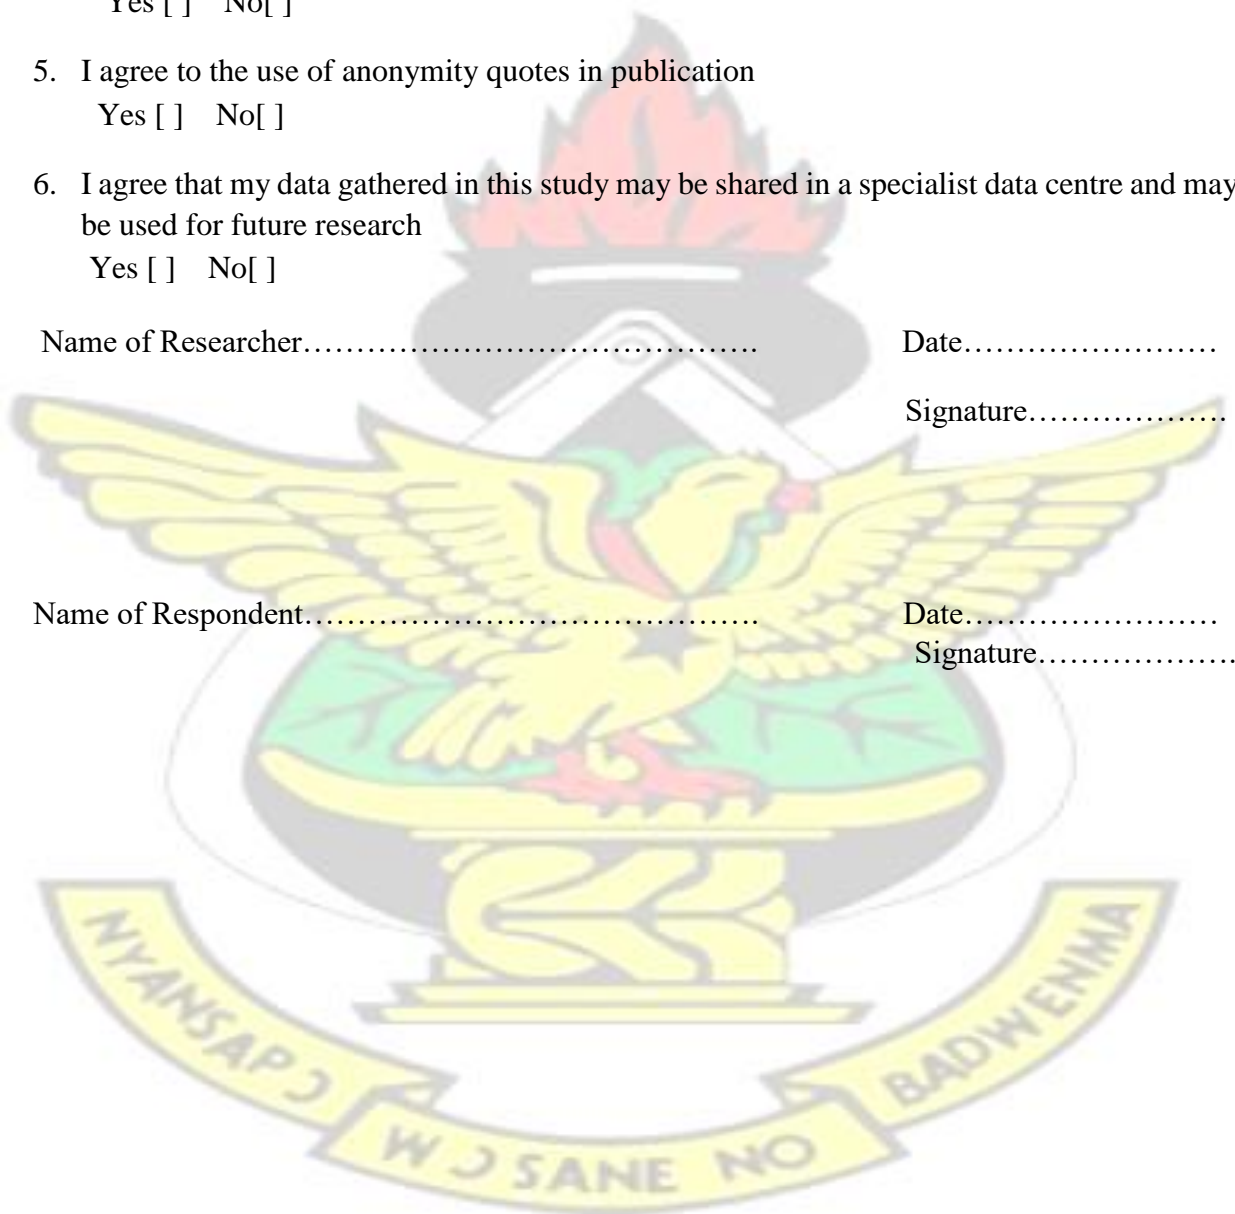 Yes [ ] No[ ]
5. I agree to the use of anonymity quotes in publication
Yes [ ] No[ ]
6. I agree that my data gathered in this study may be shared in a specialist data centre and may
be used for future research
Yes [ ] No[ ]
Name of Researcher……………………………………. Date……………………
Signature……………….
Name of Respondent……………………………………. Date……………………
Signature……………….
NYANSAPƆ WƆSANE NO BADWENMA